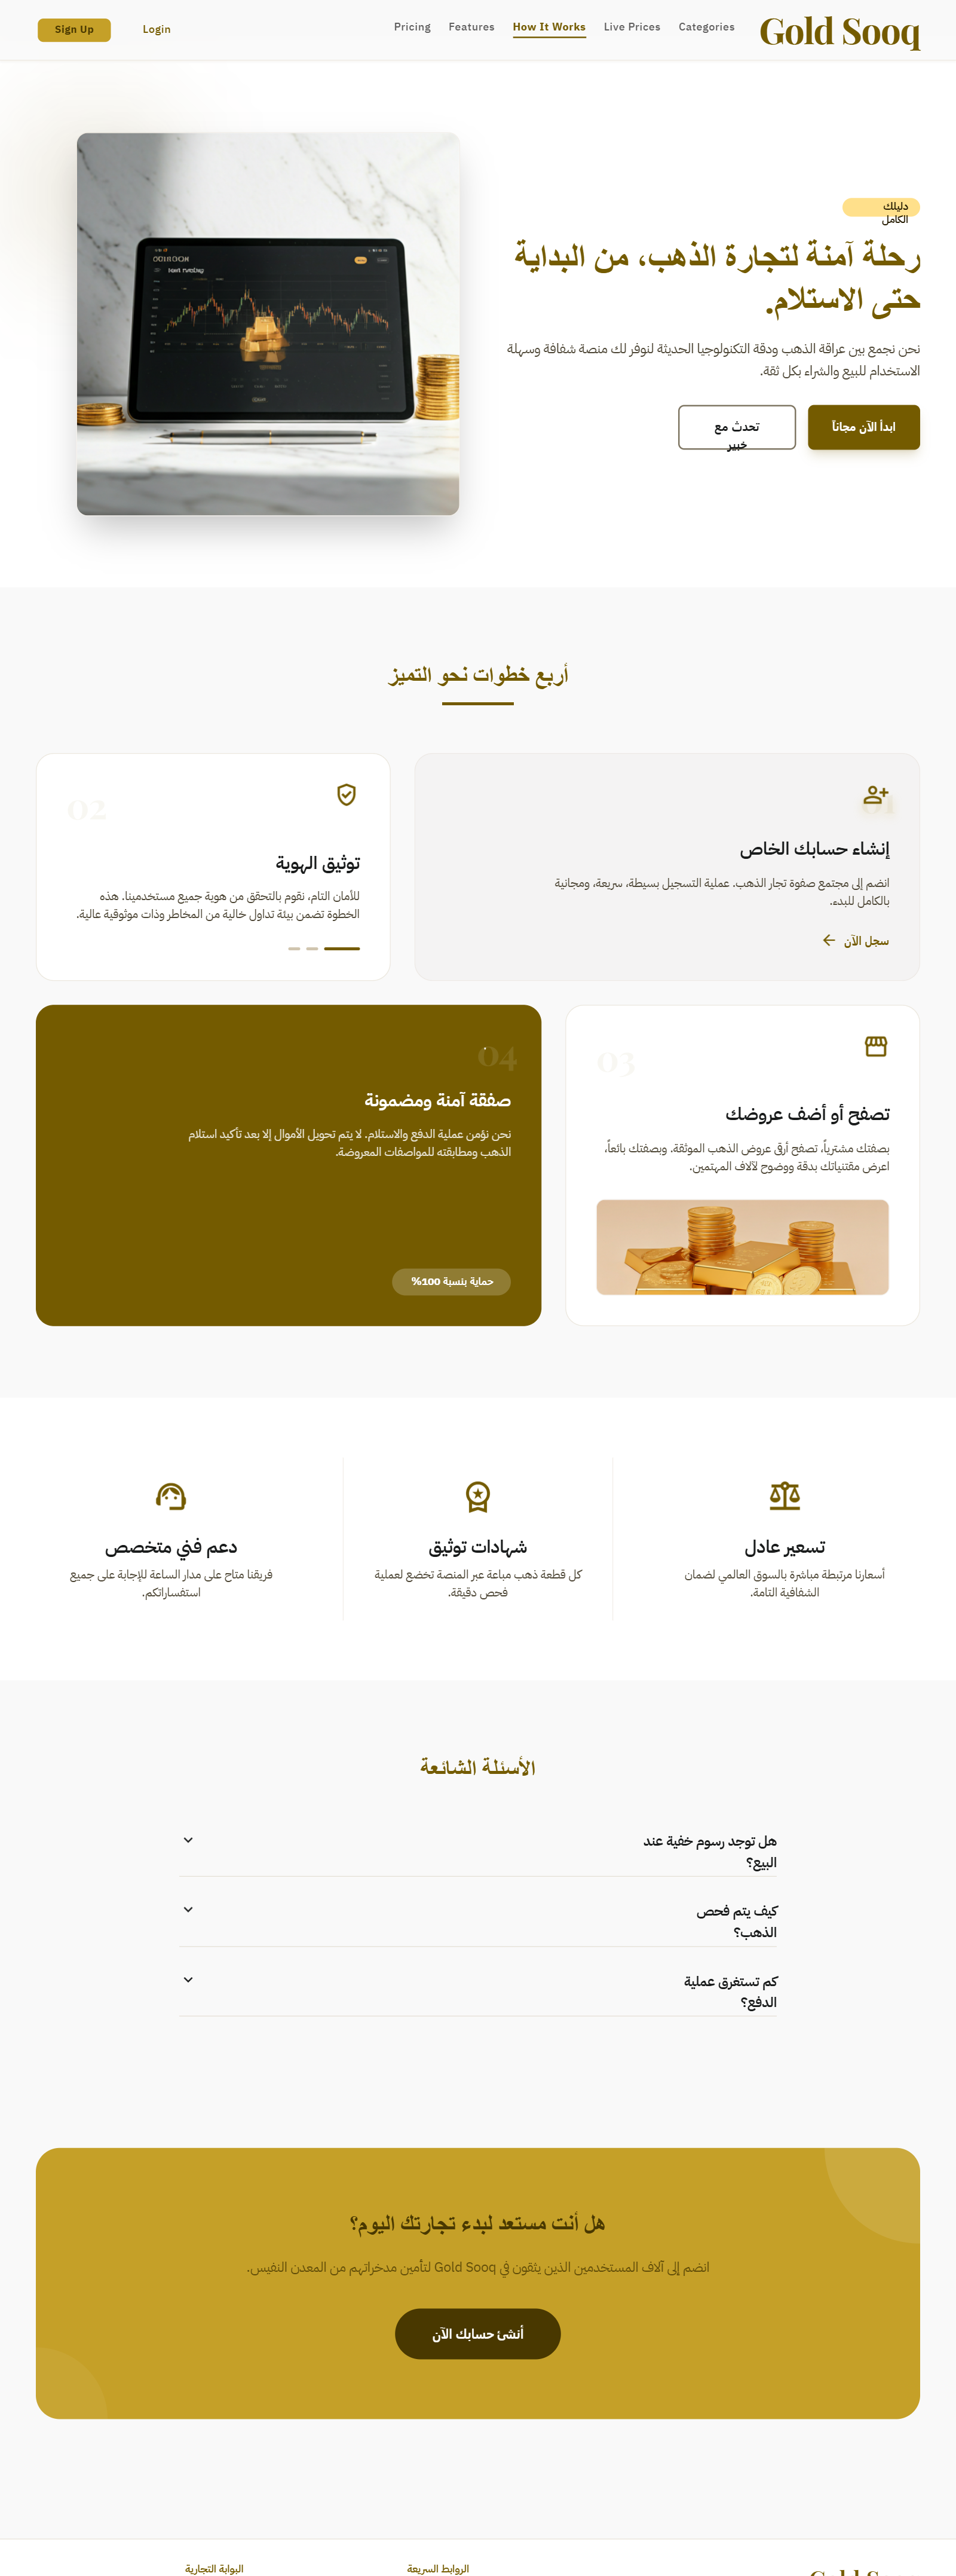 Gold Sooq
Categories
Live Prices
How It Works
Features
Pricing
Login
Sign Up
دليلك
الكامل
رحلة آمنة لتجارة الذهب، من البداية
حتى الاستلام.
نحن نجمع بين عراقة الذهب ودقة التكنولوجيا الحديثة لنوفر لك منصة شفافة وسهلة
الاستخدام للبيع والشراء بكل ثقة.
ابدأ الآن مجاناً
تحدث مع
خبير
أربع خطوات نحو التميز
01
إنشاء حسابك الخاص
انضم إلى مجتمع صفوة تجار الذهب. عملية التسجيل بسيطة، سريعة، ومجانية
بالكامل للبدء.
سجل الآن
02
توثيق الهوية
للأمان التام، نقوم بالتحقق من هوية جميع مستخدمينا. هذه
الخطوة تضمن بيئة تداول خالية من المخاطر وذات موثوقية عالية.
03
تصفح أو أضف عروضك
بصفتك مشترياً، تصفح أرقى عروض الذهب الموثقة. وبصفتك بائعاً،
اعرض مقتنياتك بدقة ووضوح لآلاف المهتمين.
04
صفقة آمنة ومضمونة
نحن نؤمن عملية الدفع والاستلام. لا يتم تحويل الأموال إلا بعد تأكيد استلام
الذهب ومطابقته للمواصفات المعروضة.
حماية بنسبة 100%
تسعير عادل
أسعارنا مرتبطة مباشرة بالسوق العالمي لضمان
الشفافية التامة.
شهادات توثيق
كل قطعة ذهب مباعة عبر المنصة تخضع لعملية
فحص دقيقة.
دعم فني متخصص
فريقنا متاح على مدار الساعة للإجابة على جميع
استفساراتكم.
الأسئلة الشائعة
هل توجد رسوم خفية عند
البيع؟
كيف يتم فحص
الذهب؟
كم تستغرق عملية
الدفع؟
هل أنت مستعد لبدء تجارتك اليوم؟
انضم إلى آلاف المستخدمين الذين يثقون في Gold Sooq لتأمين مدخراتهم من المعدن النفيس.
أنشئ حسابك الآن
Gold Sooq
الروابط السريعة
البوابة التجارية